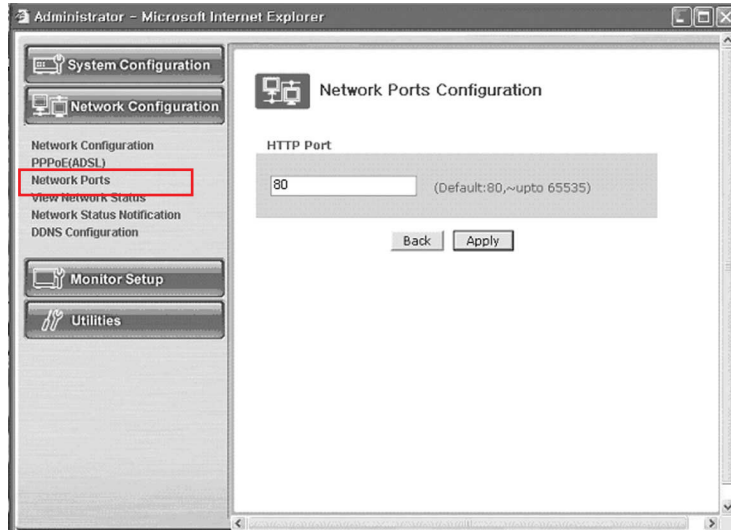 Administrator - Microsoft Internet Explorer
System Configuration
Network Configuration
Network Configuration
PPPoE(ADSL)
Network Ports
View Network Status
Network Status Notification
DDNS Configuration
Monitor Setup
Utilities
Network Ports Configuration
HTTP Port
80 (Default:80,~upto 65535)
Back Apply